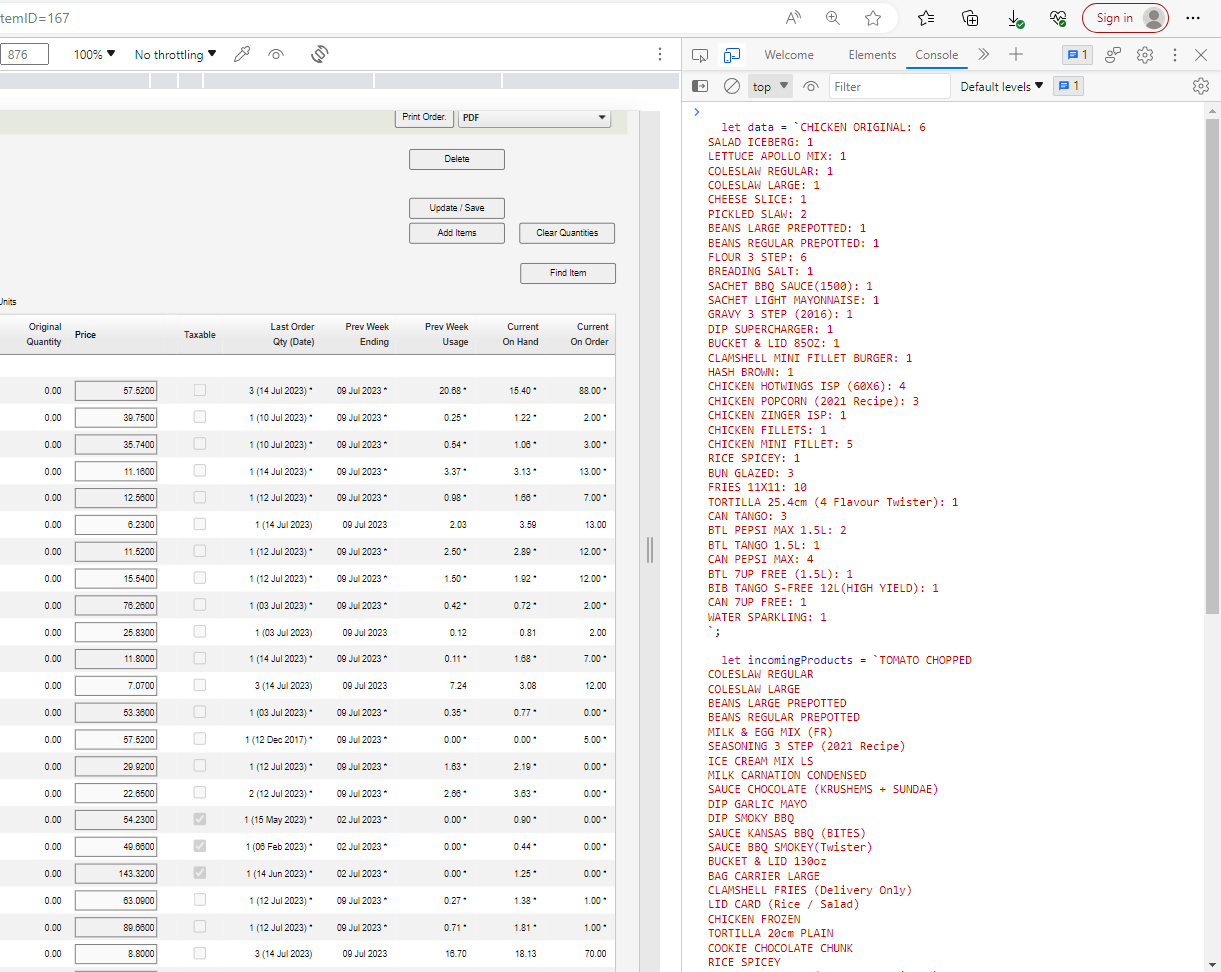 temID=167
Sign in
876
100%
No throttling
Welcome
Elements
Console
1
top
Filter
Default levels
1
Print Order.
PDF
Delete
Update / Save
Add Items
Clear Quantities
Find Item
Units
Original Quantity Price Taxable Last Order Qty (Date) Prev Week Ending Prev Week Usage Current On Hand Current On Order
0.00 57.5200 3 (14 Jul 2023) * 09 Jul 2023 * 20.68 * 15.40 * 88.00 *
0.00 39.7500 1 (10 Jul 2023) * 09 Jul 2023 * 0.25 * 1.22 * 2.00 *
0.00 35.7400 1 (10 Jul 2023) * 09 Jul 2023 * 0.54 * 1.06 * 3.00 *
0.00 11.1600 1 (14 Jul 2023) * 09 Jul 2023 * 3.37 * 3.13 * 13.00 *
0.00 12.5600 1 (12 Jul 2023) * 09 Jul 2023 * 0.98 * 1.66 * 7.00 *
0.00 6.2300 1 (14 Jul 2023) 09 Jul 2023 2.03 3.59 13.00
0.00 11.5200 1 (12 Jul 2023) * 09 Jul 2023 * 2.50 * 2.89 * 12.00 *
0.00 15.5400 1 (12 Jul 2023) * 09 Jul 2023 * 1.50 * 1.92 * 12.00 *
0.00 76.2600 1 (03 Jul 2023) * 09 Jul 2023 * 0.42 * 0.72 * 2.00 *
0.00 25.8300 1 (03 Jul 2023) 09 Jul 2023 0.12 0.81 2.00
0.00 11.8000 1 (14 Jul 2023) * 09 Jul 2023 * 0.11 * 1.68 * 7.00 *
0.00 7.0700 3 (14 Jul 2023) 09 Jul 2023 7.24 3.08 12.00
0.00 53.3600 1 (03 Jul 2023) * 09 Jul 2023 * 0.35 * 0.77 * 0.00 *
0.00 57.5200 1 (12 Dec 2017) * 09 Jul 2023 * 0.00 * 0.00 * 5.00 *
0.00 29.9200 1 (12 Jul 2023) * 09 Jul 2023 * 1.63 * 2.19 * 0.00 *
0.00 22.6500 2 (12 Jul 2023) * 09 Jul 2023 * 2.66 * 3.63 * 0.00 *
0.00 54.2300 1 (15 May 2023) * 02 Jul 2023 * 0.00 * 0.90 * 0.00 *
0.00 49.6600 1 (06 Feb 2023) * 02 Jul 2023 * 0.00 * 0.44 * 0.00 *
0.00 143.3200 1 (14 Jun 2023) * 02 Jul 2023 * 0.00 * 1.25 * 0.00 *
0.00 63.0900 1 (12 Jul 2023) * 09 Jul 2023 * 0.27 * 1.38 * 1.00 *
0.00 89.6600 1 (12 Jul 2023) * 09 Jul 2023 * 0.71 * 1.81 * 1.00 *
0.00 8.8000 3 (14 Jul 2023) 09 Jul 2023 16.70 18.13 70.00
let data = `CHICKEN ORIGINAL: 6
SALAD ICEBERG: 1
LETTUCE APOLLO MIX: 1
COLESLAW REGULAR: 1
COLESLAW LARGE: 1
CHEESE SLICE: 1
PICKLED SLAW: 2
BEANS LARGE PREPOTTED: 1
BEANS REGULAR PREPOTTED: 1
FLOUR 3 STEP: 6
BREADING SALT: 1
SACHET BBQ SAUCE(1500): 1
SACHET LIGHT MAYONNAISE: 1
GRAVY 3 STEP (2016): 1
DIP SUPERCHARGER: 1
BUCKET & LID 85OZ: 1
CLAMSHELL MINI FILLET BURGER: 1
HASH BROWN: 1
CHICKEN HOTWINGS ISP (60X6): 4
CHICKEN POPCORN (2021 Recipe): 3
CHICKEN ZINGER ISP: 1
CHICKEN FILLETS: 1
CHICKEN MINI FILLET: 5
RICE SPICEY: 1
BUN GLAZED: 3
FRIES 11X11: 10
TORTILLA 25.4cm (4 Flavour Twister): 1
CAN TANGO: 3
BTL PEPSI MAX 1.5L: 2
BTL TANGO 1.5L: 1
CAN PEPSI MAX: 4
BTL 7UP FREE (1.5L): 1
BIB TANGO S-FREE 12L(HIGH YIELD): 1
CAN 7UP FREE: 1
WATER SPARKLING: 1
`;
let incomingProducts = `TOMATO CHOPPED
COLESLAW REGULAR
COLESLAW LARGE
BEANS LARGE PREPOTTED
BEANS REGULAR PREPOTTED
MILK & EGG MIX (FR)
SEASONING 3 STEP (2021 Recipe)
ICE CREAM MIX LS
MILK CARNATION CONDENSED
SAUCE CHOCOLATE (KRUSHEMS + SUNDAE)
DIP GARLIC MAYO
DIP SMOKY BBQ
SAUCE KANSAS BBQ (BITES)
SAUCE BBQ SMOKEY(Twister)
BUCKET & LID 130oz
BAG CARRIER LARGE
CLAMSHELL FRIES (Delivery Only)
LID CARD (Rice / Salad)
CHICKEN FROZEN
TORTILLA 20cm PLAIN
COOKIE CHOCOLATE CHUNK
RICE SPICEY